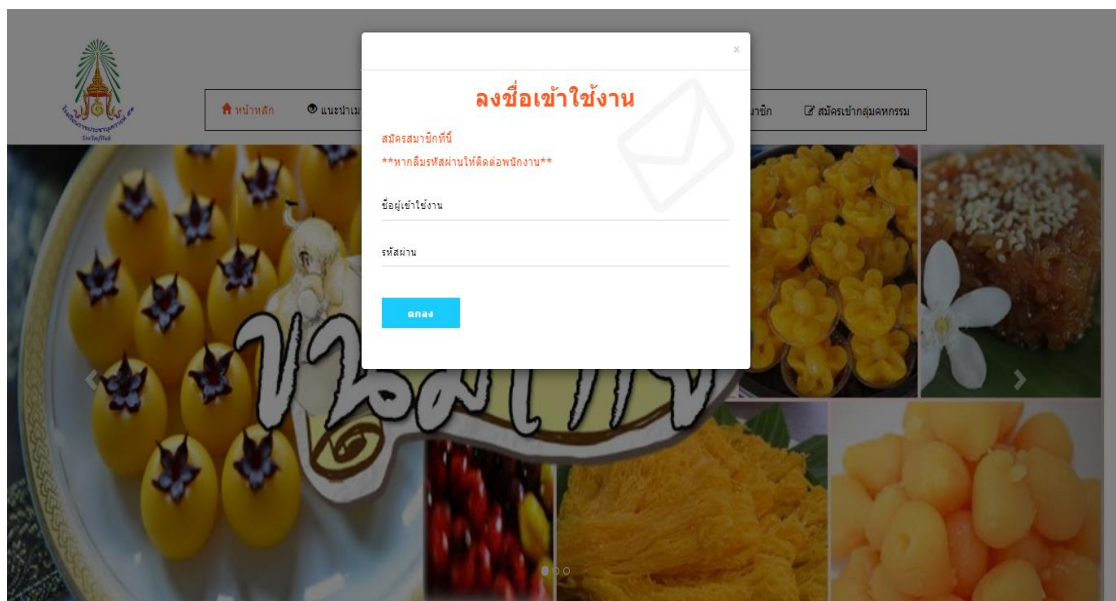 ×
ลงชื่อเข้าใช้งาน
หน้าหลัก
สมัครเข้ากลุ่มคหกรรม
สมัครสมาชิกที่นี่
**หากลืมรหัสผ่านให้ติดต่อพนักงาน**
ชื่อผู้เข้าใช้งาน
รหัสผ่าน
ตกลง